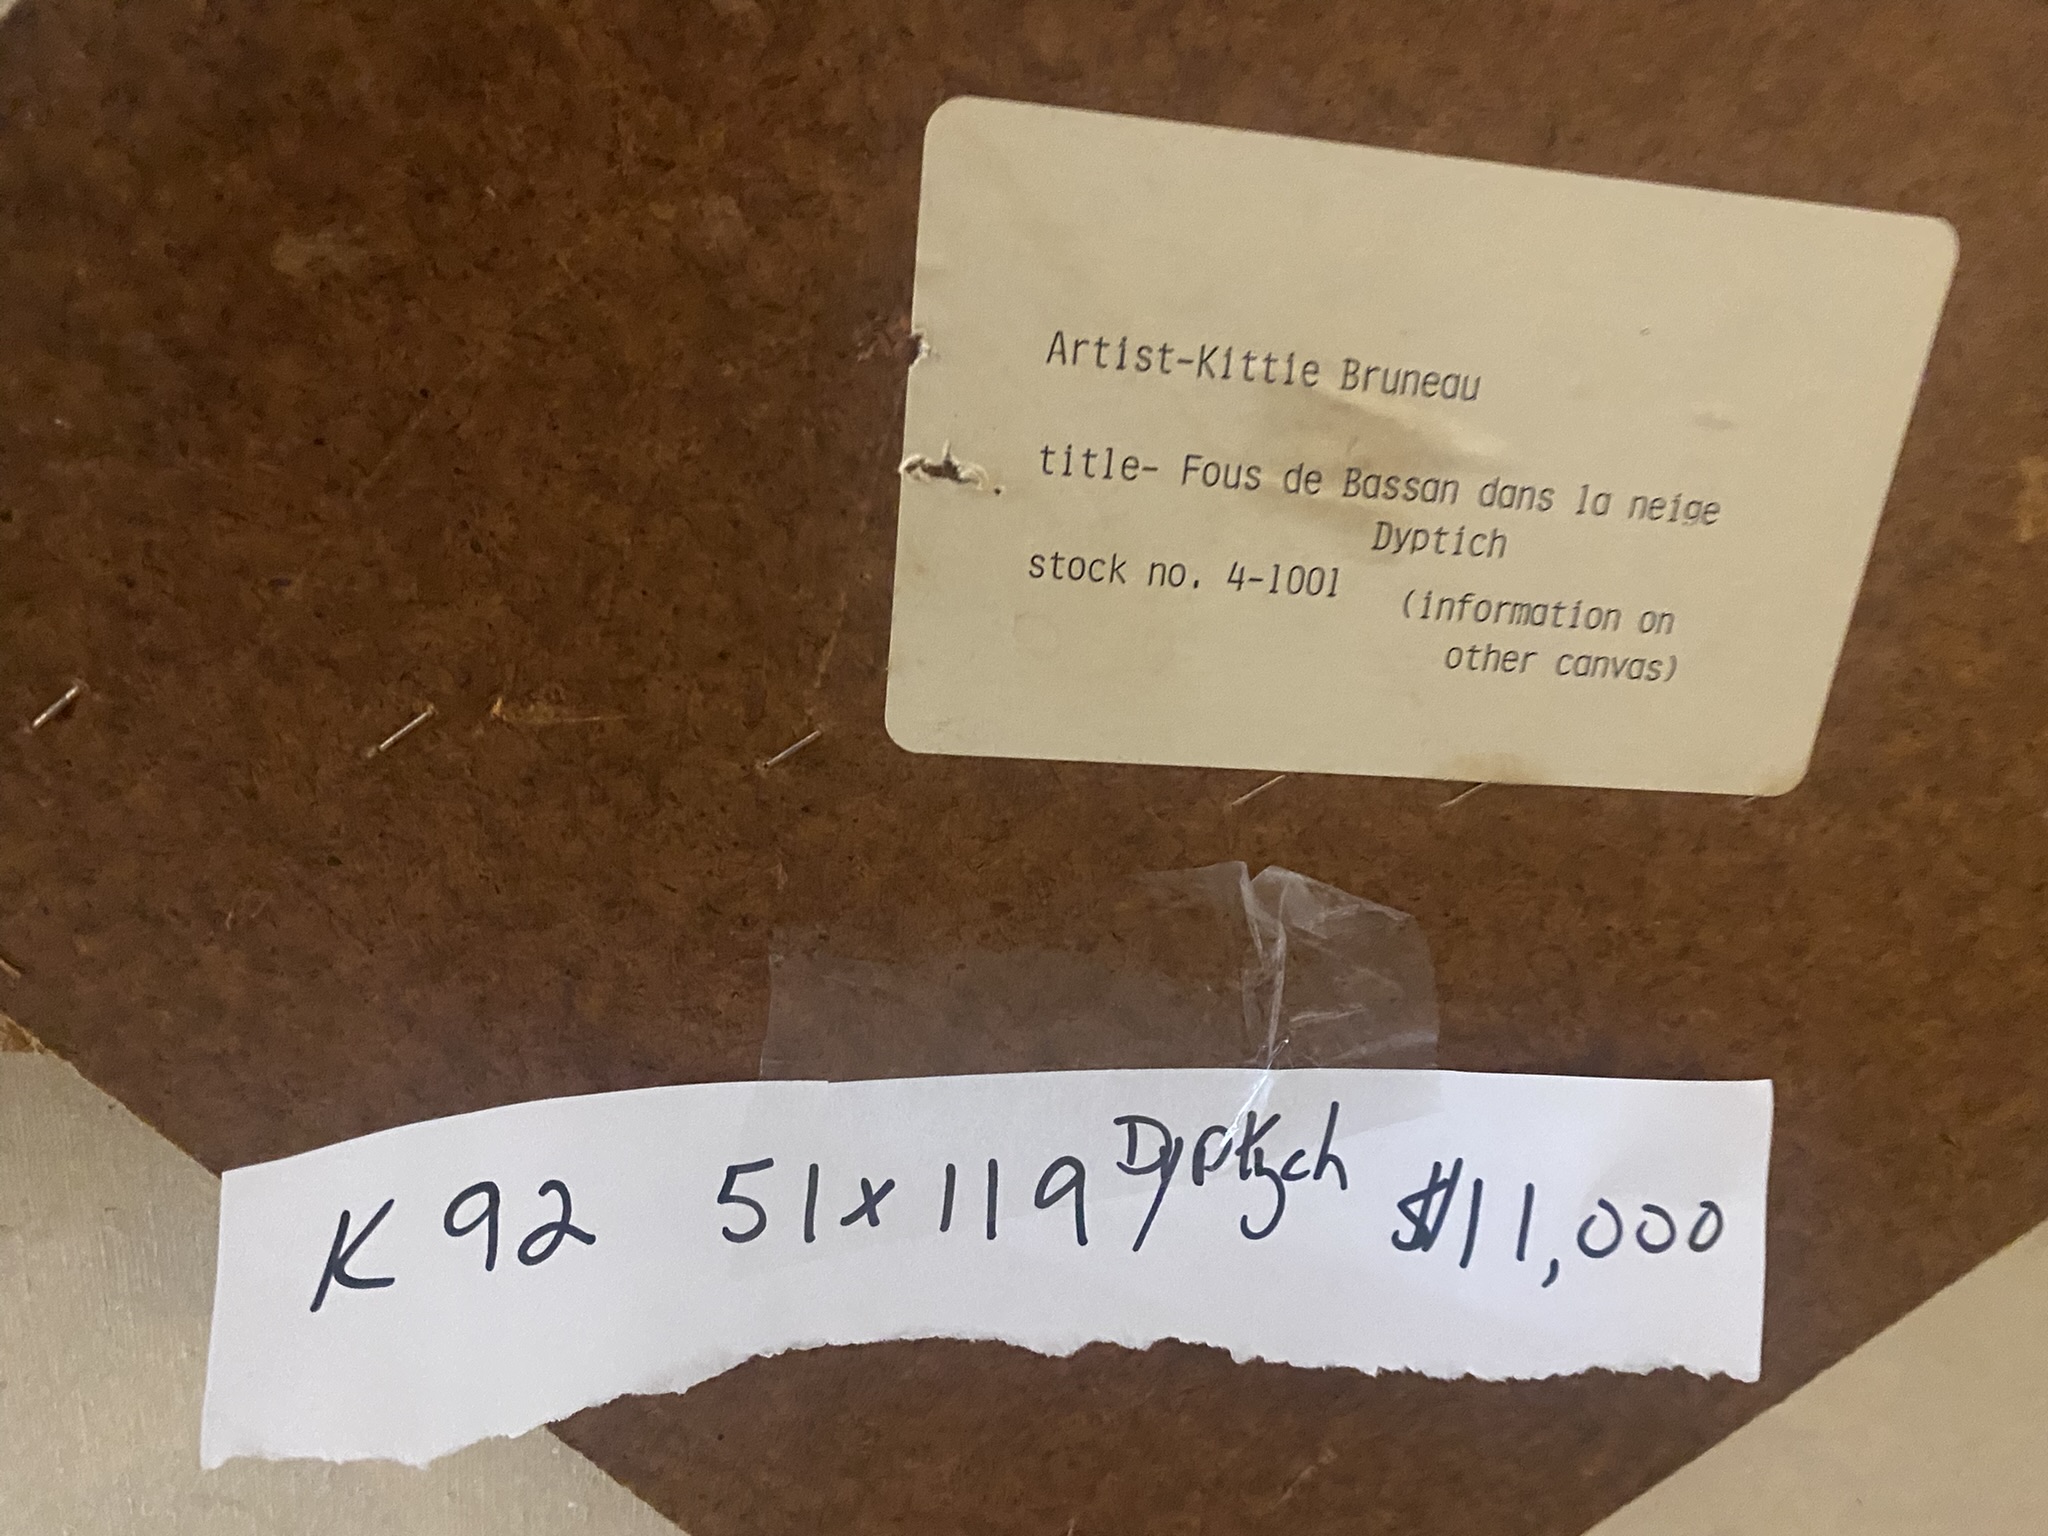 Artist-Kittie Bruneau
title- Fous de Bassan dans la neige
Dyptich
stock no. 4-1001
(information on
other canvas)
K 92 51x119 Dyptych $11,000